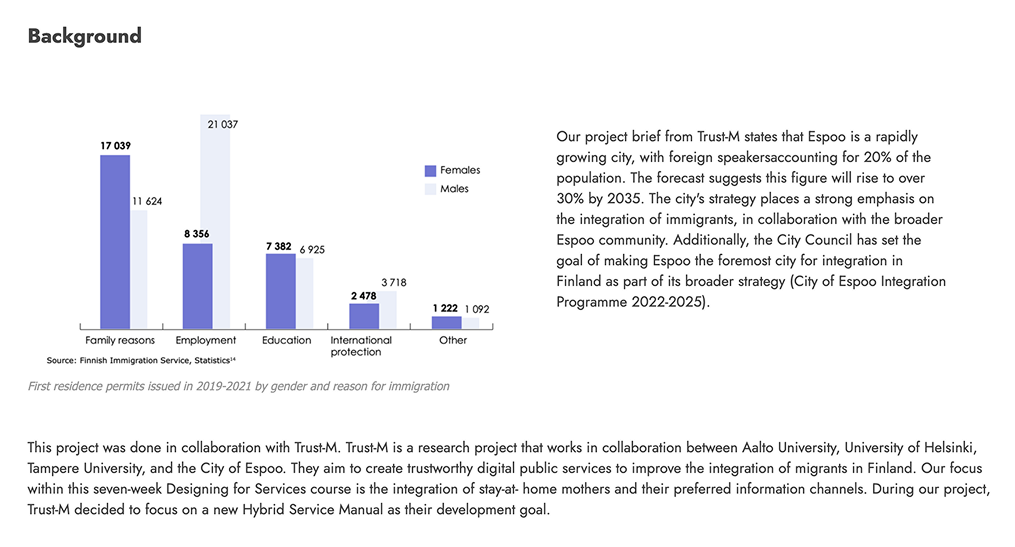 Background
21 037
17 039
11 624
8 356
7 382
6 925
2 478
3 718
1 222
1 092
Females
Males
Family reasons
Employment
Education
International
protection
Other
Source: Finnish Immigration Service, Statistics¹⁴
First residence permits issued in 2019-2021 by gender and reason for immigration
Our project brief from Trust-M states that Espoo is a rapidly
growing city, with foreign speakersaccounting for 20% of the
population. The forecast suggests this figure will rise to over
30% by 2035. The city's strategy places a strong emphasis on
the integration of immigrants, in collaboration with the broader
Espoo community. Additionally, the City Council has set the
goal of making Espoo the foremost city for integration in
Finland as part of its broader strategy (City of Espoo Integration
Programme 2022-2025).
This project was done in collaboration with Trust-M. Trust-M is a research project that works in collaboration between Aalto University, University of Helsinki,
Tampere University, and the City of Espoo. They aim to create trustworthy digital public services to improve the integration of migrants in Finland. Our focus
within this seven-week Designing for Services course is the integration of stay-at- home mothers and their preferred information channels. During our project,
Trust-M decided to focus on a new Hybrid Service Manual as their development goal.